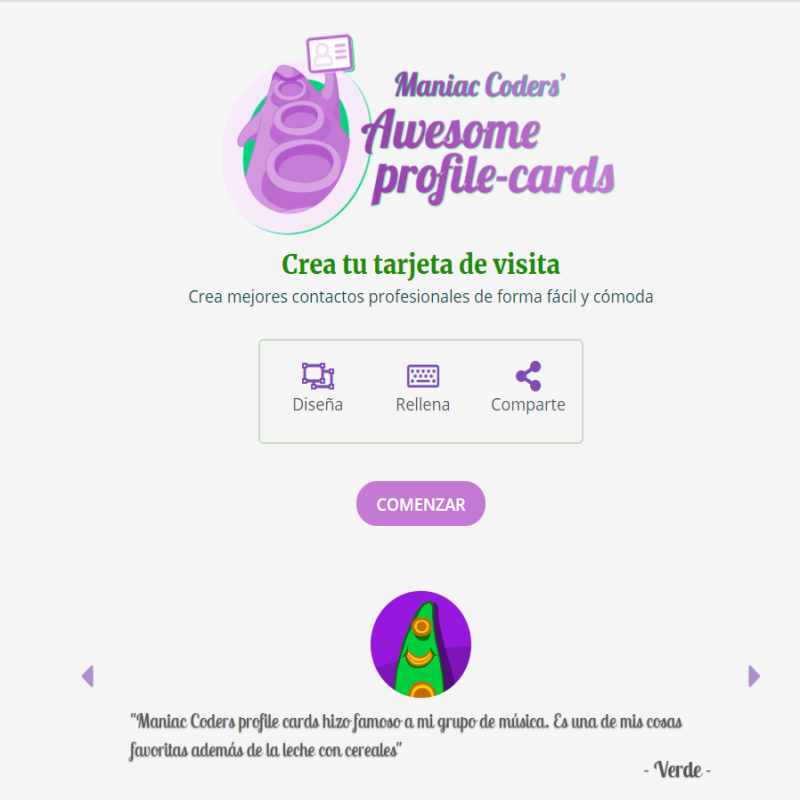 Maniac Coders'
Awesome
profile-cards
Crea tu tarjeta de visita
Crea mejores contactos profesionales de forma fácil y cómoda
Diseña Rellena Comparte
COMENZAR
"Maniac Coders profile cards hizo famoso a mi grupo de música. Es una de mis cosas
favoritas además de la leche con cereales"
- Verde -